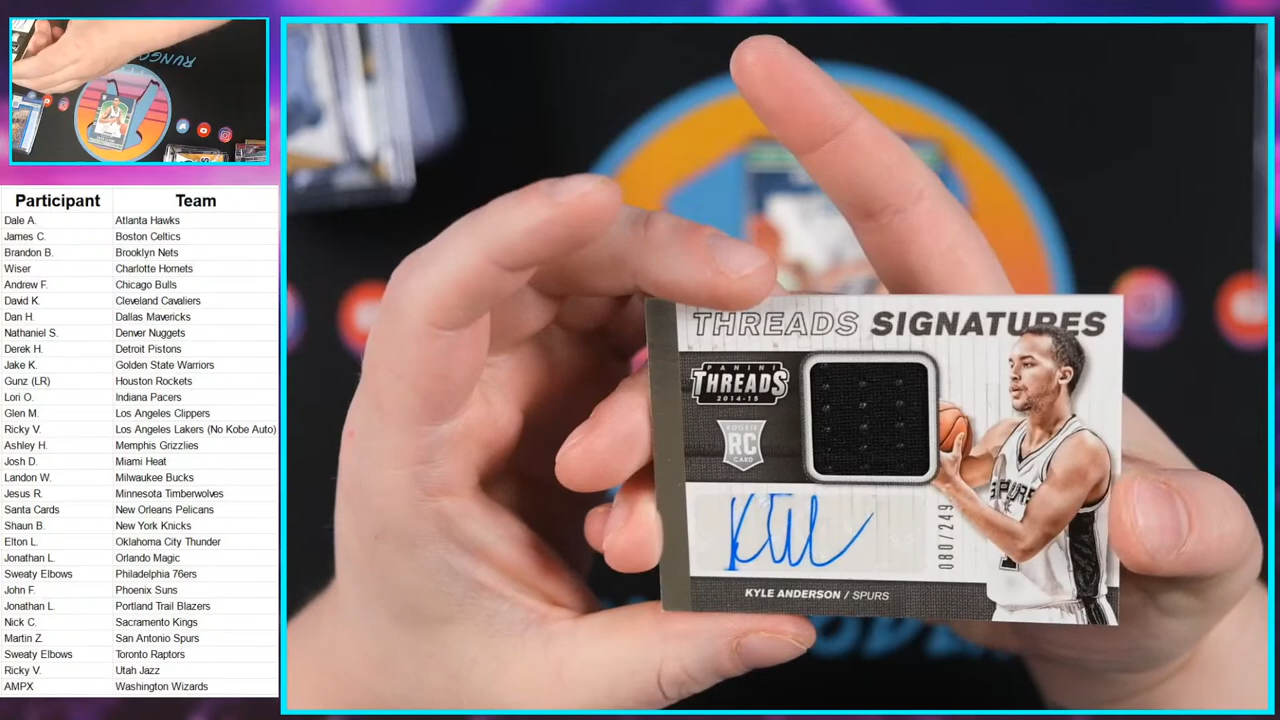 Participant Team
Dale A. Atlanta Hawks
James C. Boston Celtics
Brandon B. Brooklyn Nets
Wiser Charlotte Hornets
Andrew F. Chicago Bulls
David K. Cleveland Cavaliers
Dan H. Dallas Mavericks
Nathaniel S. Denver Nuggets
Derek H. Detroit Pistons
Jake K. Golden State Warriors
Gunz (LR) Houston Rockets
Lori O. Indiana Pacers
Glen M. Los Angeles Clippers
Ricky V. Los Angeles Lakers (No Kobe Auto)
Ashley H. Memphis Grizzlies
Josh D. Miami Heat
Landon W. Milwaukee Bucks
Jesus R. Minnesota Timberwolves
Santa Cards New Orleans Pelicans
Shaun B. New York Knicks
Elton L. Oklahoma City Thunder
Jonathan L. Orlando Magic
Sweaty Elbows Philadelphia 76ers
John F. Phoenix Suns
Jonathan L. Portland Trail Blazers
Nick C. Sacramento Kings
Martin Z. San Antonio Spurs
Sweaty Elbows Toronto Raptors
Ricky V. Utah Jazz
AMPX Washington Wizards
THREADS SIGNATURES
PANINI
THREADS
2014-15
ROOKIE
RC
CARD
SPURS
080/249
KYLE ANDERSON / SPURS